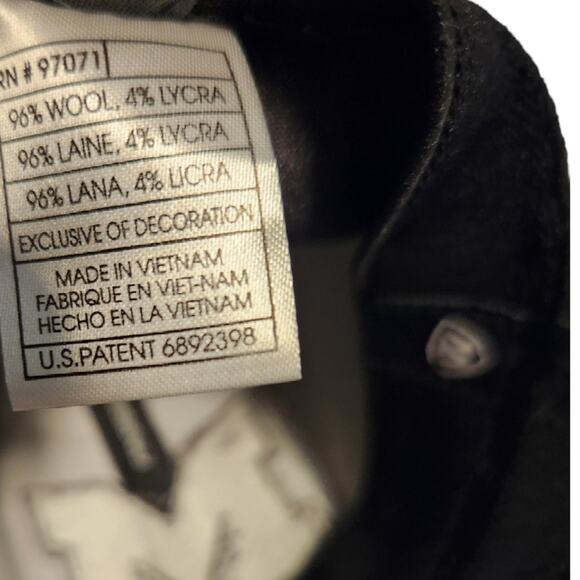 RN # 97071
96% WOOL, 4% LYCRA
96% LAINE, 4% LYCRA
96% LANA, 4% LICRA
EXCLUSIVE OF DECORATION
MADE IN VIETNAM
FABRIQUE EN VIET-NAM
HECHO EN LA VIETNAM
U.S.PATENT 6892398